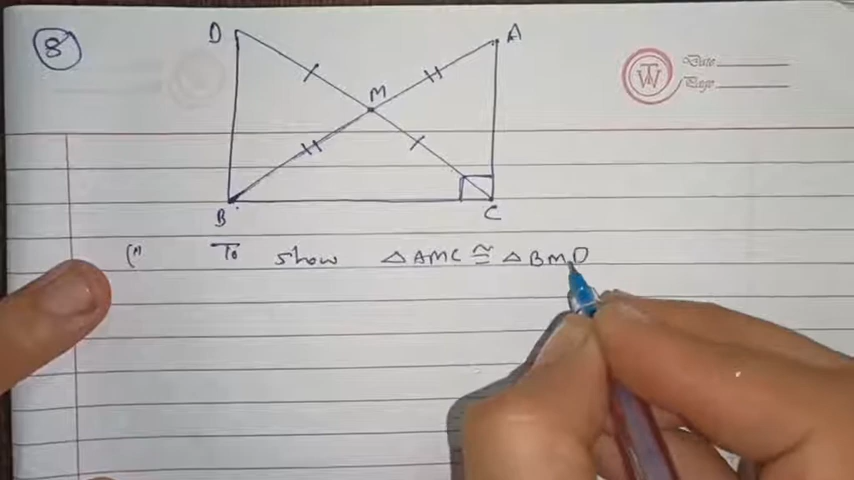 8
D
A
M
B
C
Date
Page
W
(i) To show △AMC ≅ △BMD